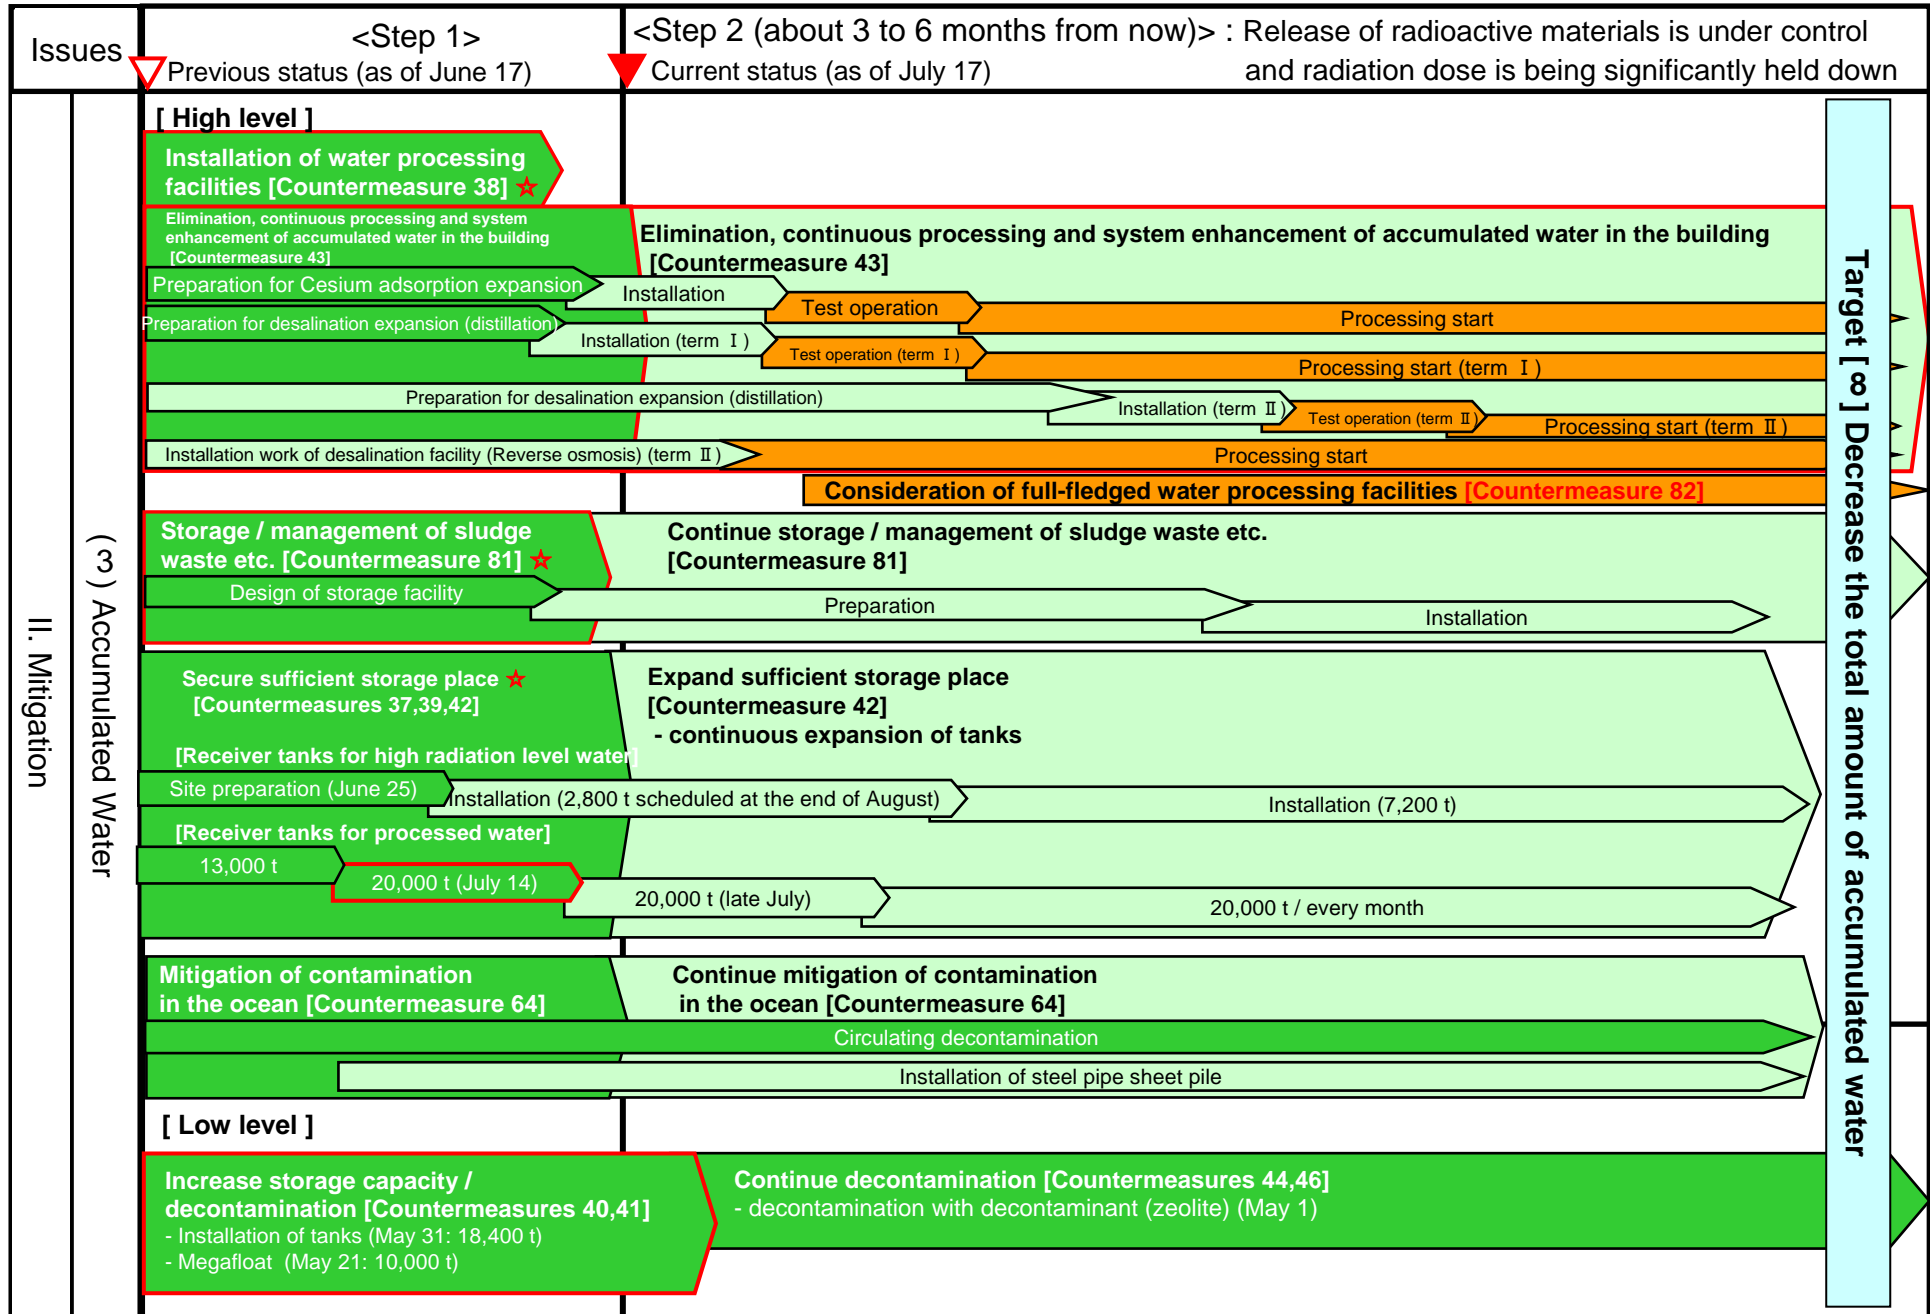 Issues
<Step 1>
Previous status (as of June 17)
<Step 2 (about 3 to 6 months from now)> : Release of radioactive materials is under control
and radiation dose is being significantly held down
Current status (as of July 17)
II. Mitigation
(3) Accumulated Water
[ High level ]
Installation of water processing
facilities [Countermeasure 38] ☆
Elimination, continuous processing and system
enhancement of accumulated water in the building
[Countermeasure 43]
Elimination, continuous processing and system enhancement of accumulated water in the building
[Countermeasure 43]
Preparation for Cesium adsorption expansion
Installation
Test operation
Processing start
Preparation for desalination expansion (distillation)
Installation (term Ⅰ)
Test operation (term Ⅰ)
Processing start (term Ⅰ)
Preparation for desalination expansion (distillation)
Installation (term Ⅱ)
Test operation (term Ⅱ)
Processing start (term Ⅱ)
Installation work of desalination facility (Reverse osmosis) (term Ⅱ)
Processing start
Consideration of full-fledged water processing facilities [Countermeasure 82]
Storage / management of sludge
waste etc. [Countermeasure 81] ☆
Continue storage / management of sludge waste etc.
[Countermeasure 81]
Design of storage facility
Preparation
Installation
Secure sufficient storage place ☆
[Countermeasures 37,39,42]
Expand sufficient storage place
[Countermeasure 42]
- continuous expansion of tanks
[Receiver tanks for high radiation level water]
Site preparation (June 25)
Installation (2,800 t scheduled at the end of August)
Installation (7,200 t)
[Receiver tanks for processed water]
13,000 t
20,000 t (July 14)
20,000 t (late July)
20,000 t / every month
Mitigation of contamination
in the ocean [Countermeasure 64]
Continue mitigation of contamination
in the ocean [Countermeasure 64]
Circulating decontamination
Installation of steel pipe sheet pile
[ Low level ]
Increase storage capacity /
decontamination [Countermeasures 40,41]
- Installation of tanks (May 31: 18,400 t)
- Megafloat (May 21: 10,000 t)
Continue decontamination [Countermeasures 44,46]
- decontamination with decontaminant (zeolite) (May 1)
Target [ 8 ] Decrease the total amount of accumulated water